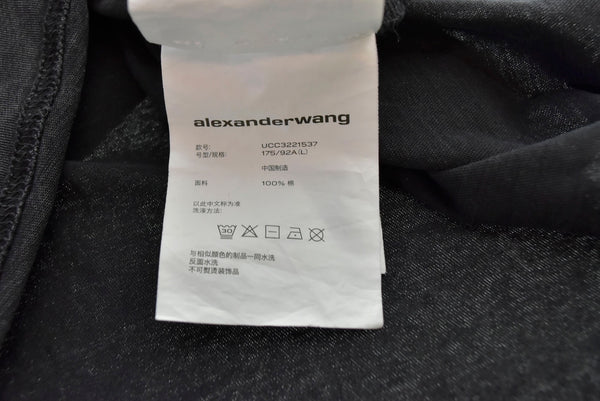 alexanderwang
款号: UCC3221537
号型/规格: 175/92A(L)
中国制造
面料 100% 棉
以此中文标为准
洗涤方法:
30
与相似颜色的制品一同水洗
反面水洗
不可熨烫装饰品